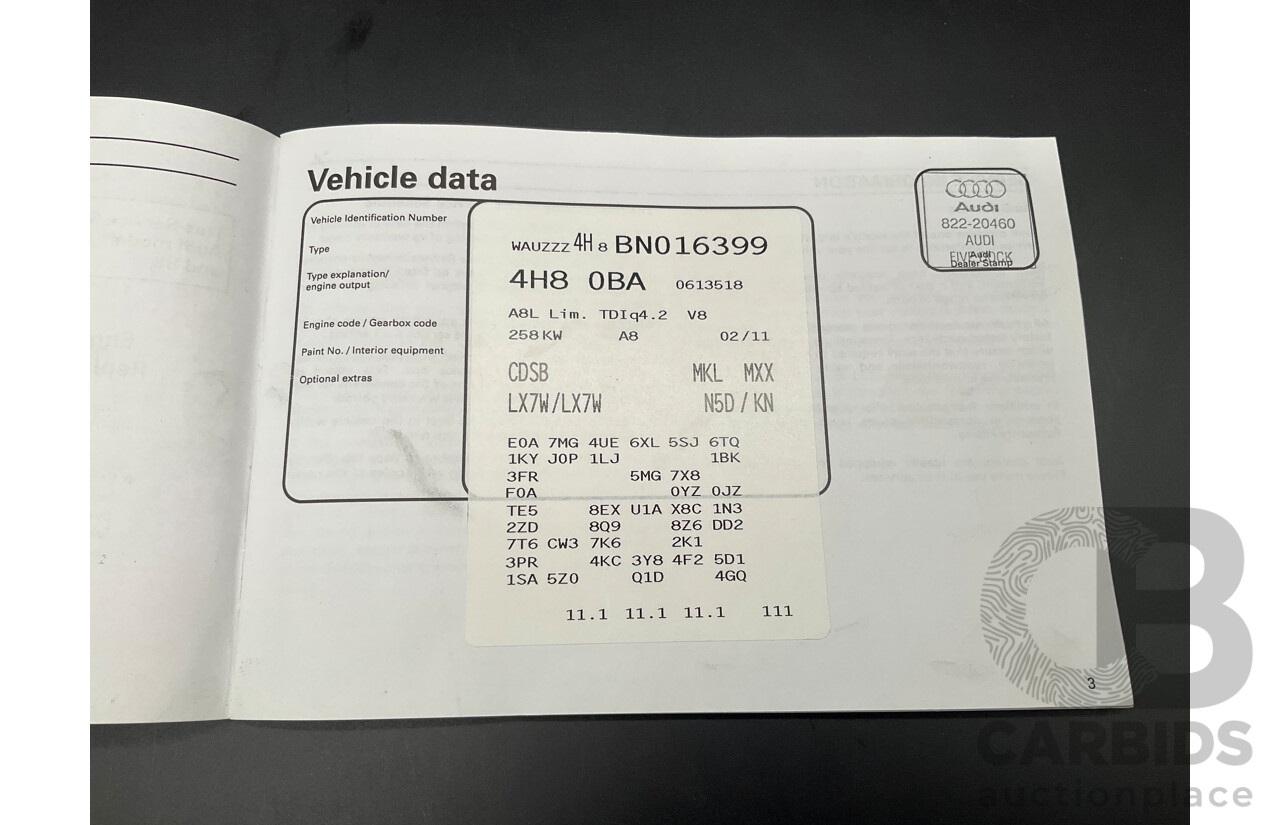 Vehicle data
Vehicle Identification Number
Type
Type explanation/
engine output
Engine code / Gearbox code
Paint No. / Interior equipment
Optional extras
WAUZZZ 4H 8 BN016399
4H8 0BA 0613518
A8L Lim. TDIq4.2 V8
258 KW A8 02/11
CDSB MKL MXX
LX7W/LX7W N5D / KN
E0A 7MG 4UE 6XL 5SJ 6TQ
1KY J0P 1LJ 1BK
3FR 5MG 7X8
F0A 0YZ 0JZ
TE5 8EX U1A X8C 1N3
2ZD 8Q9 8Z6 DD2
7T6 CW3 7K6 2K1
3PR 4KC 3Y8 4F2 5D1
1SA 5Z0 Q1D 4GQ
11.1 11.1 11.1 111
Audi
822-20460
AUDI
FIVE DOCK
Audi
Dealer Stamp
3
CB
CARBIDS
auctionplace